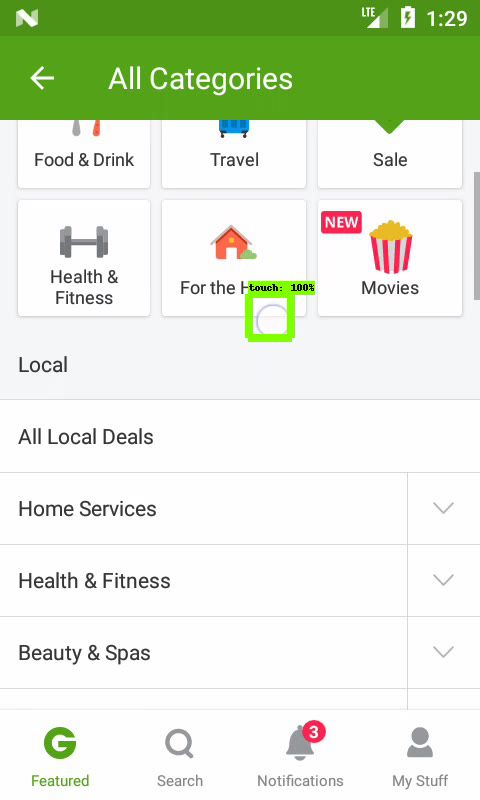 LTE 1:29
All Categories
Food & Drink Travel Sale
NEW
Health & Fitness For the H Movies
touch: 100%
Local
All Local Deals
Home Services
Health & Fitness
Beauty & Spas
3
Featured Search Notifications My Stuff